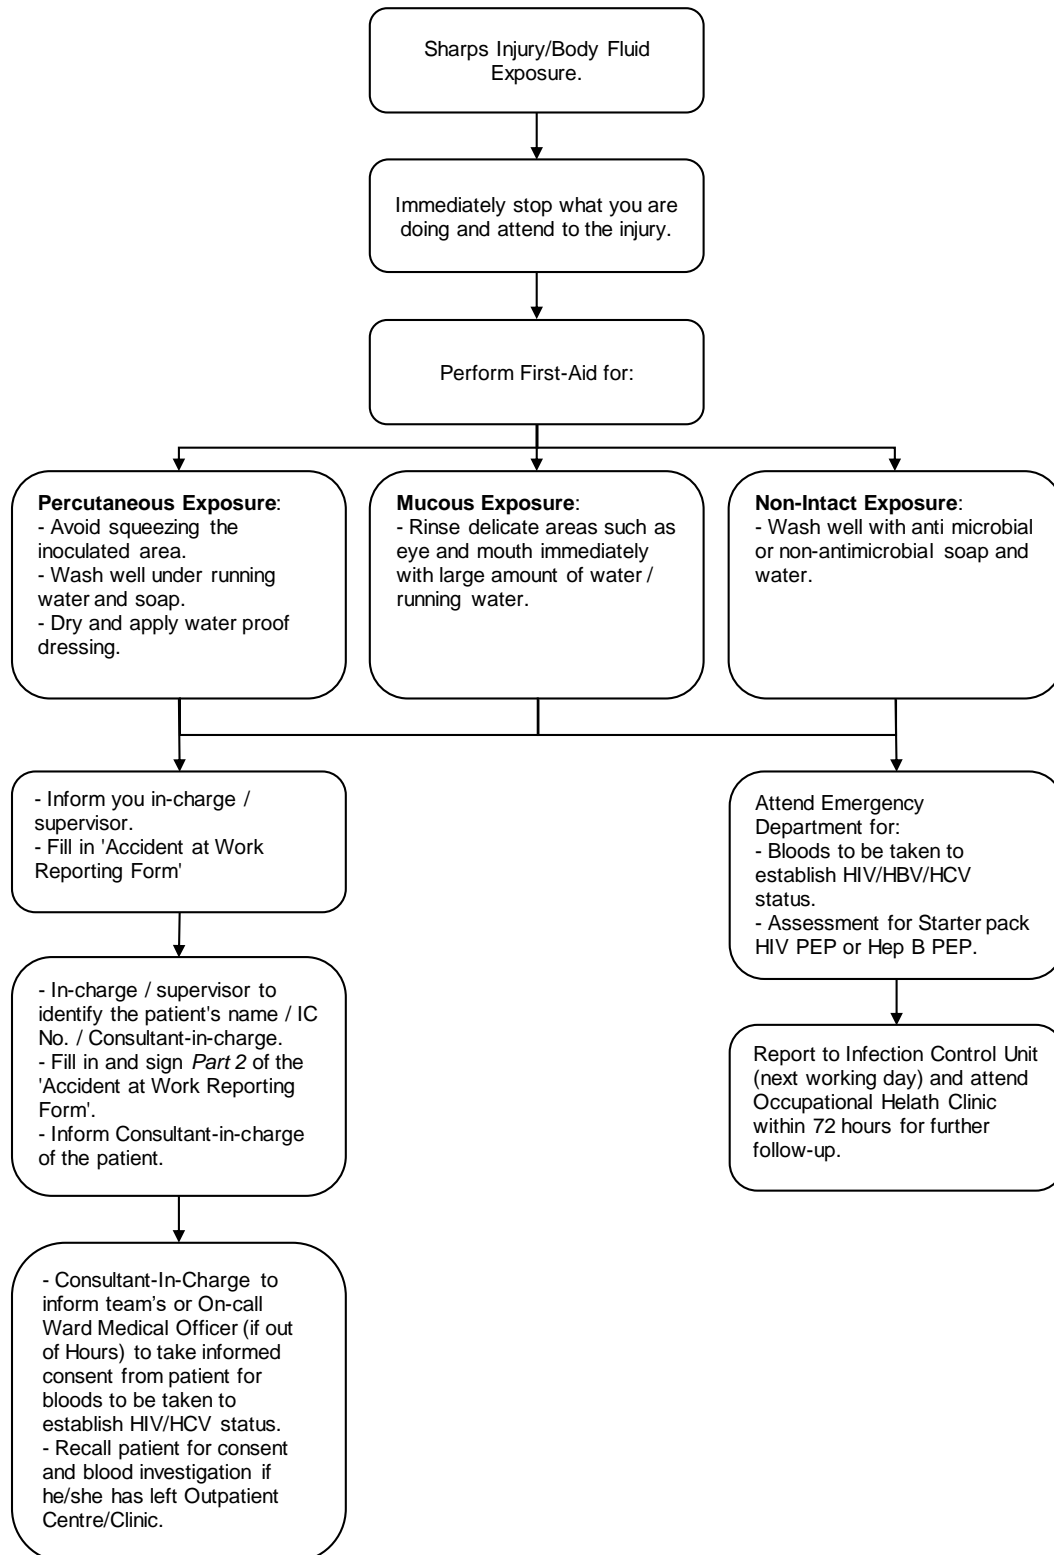 Sharps Injury/Body Fluid
Exposure.
Immediately stop what you are
doing and attend to the injury.
Perform First-Aid for:
Percutaneous Exposure:
- Avoid squeezing the
inoculated area.
- Wash well under running
water and soap.
- Dry and apply water proof
dressing.
Mucous Exposure:
- Rinse delicate areas such as
eye and mouth immediately
with large amount of water /
running water.
Non-Intact Exposure:
- Wash well with anti microbial
or non-antimicrobial soap and
water.
- Inform you in-charge /
supervisor.
- Fill in 'Accident at Work
Reporting Form'
- In-charge / supervisor to
identify the patient's name / IC
No. / Consultant-in-charge.
- Fill in and sign Part 2 of the
'Accident at Work Reporting
Form'.
- Inform Consultant-in-charge
of the patient.
- Consultant-In-Charge to
inform team's or On-call
Ward Medical Officer (if out
of Hours) to take informed
consent from patient for
bloods to be taken to
establish HIV/HCV status.
- Recall patient for consent
and blood investigation if
he/she has left Outpatient
Centre/Clinic.
Attend Emergency
Department for:
- Bloods to be taken to
establish HIV/HBV/HCV
status.
- Assessment for Starter pack
HIV PEP or Hep B PEP.
Report to Infection Control Unit
(next working day) and attend
Occupational Helath Clinic
within 72 hours for further
follow-up.